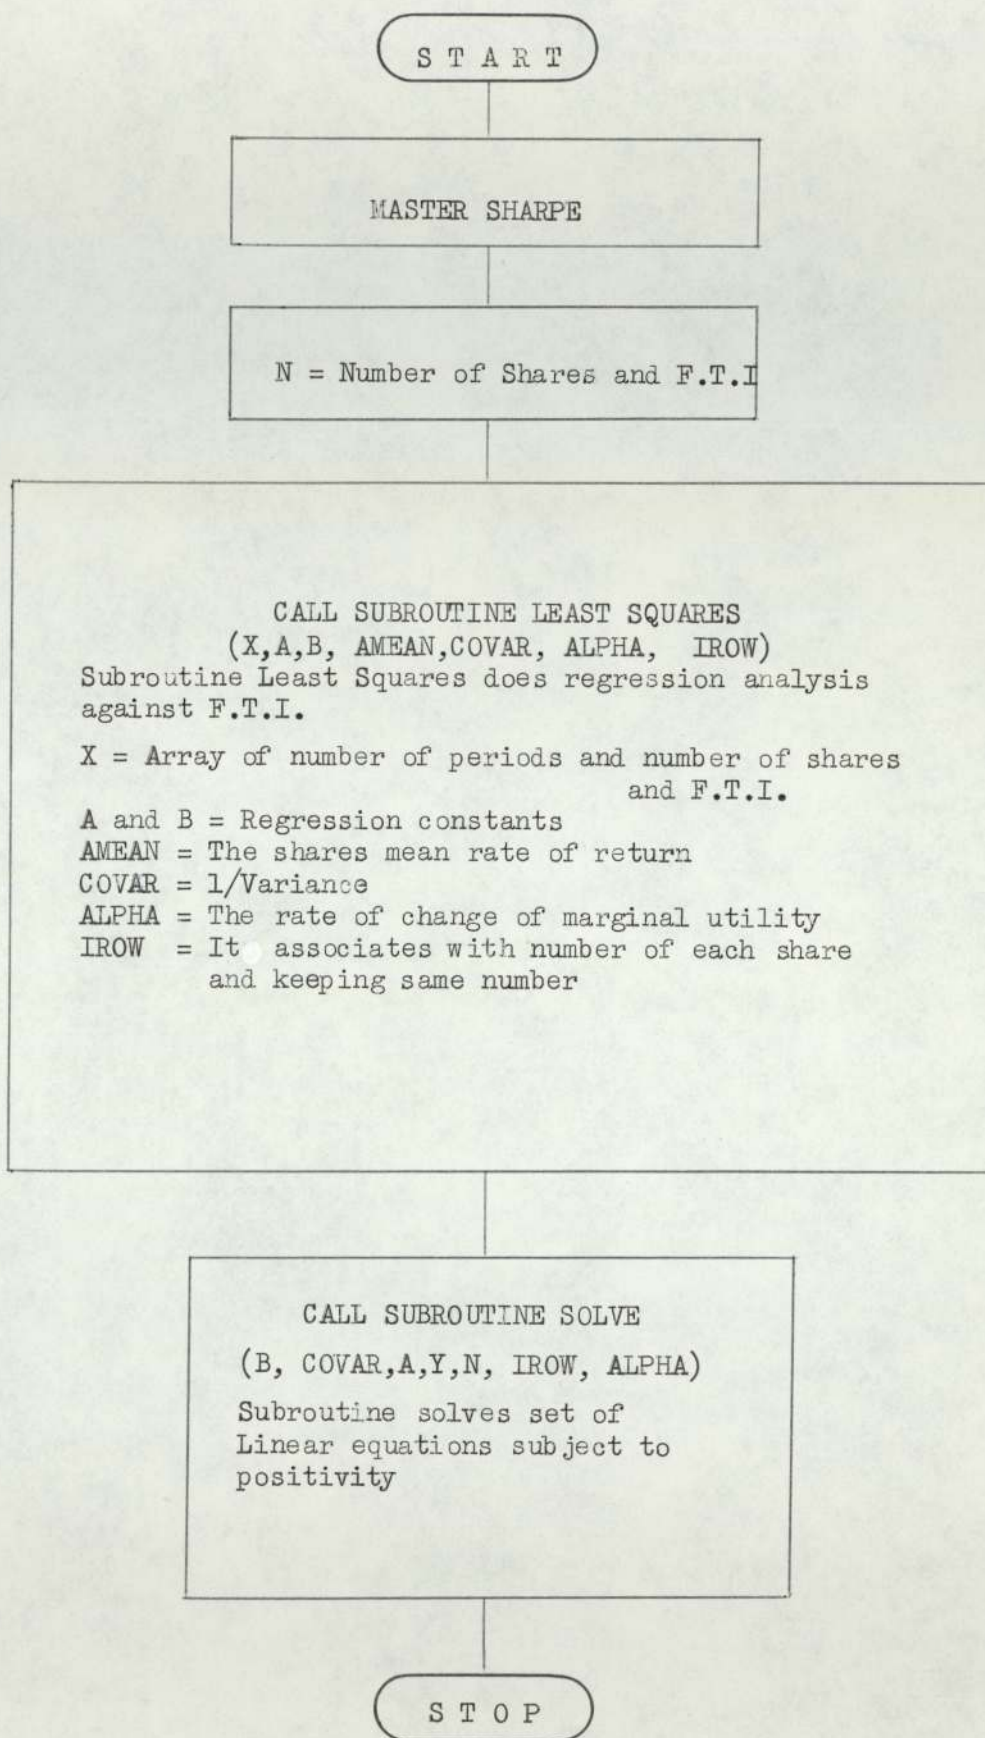 S T A R T
MASTER SHARPE
N = Number of Shares and F.T.I
CALL SUBROUTINE LEAST SQUARES
(X,A,B, AMEAN,COVAR, ALPHA, IROW)
Subroutine Least Squares does regression analysis
against F.T.I.
X = Array of number of periods and number of shares
and F.T.I.
A and B = Regression constants
AMEAN = The shares mean rate of return
COVAR = 1/Variance
ALPHA = The rate of change of marginal utility
IROW = It associates with number of each share
and keeping same number
CALL SUBROUTINE SOLVE
(B, COVAR,A,Y,N, IROW, ALPHA)
Subroutine solves set of
Linear equations subject to
positivity
S T O P